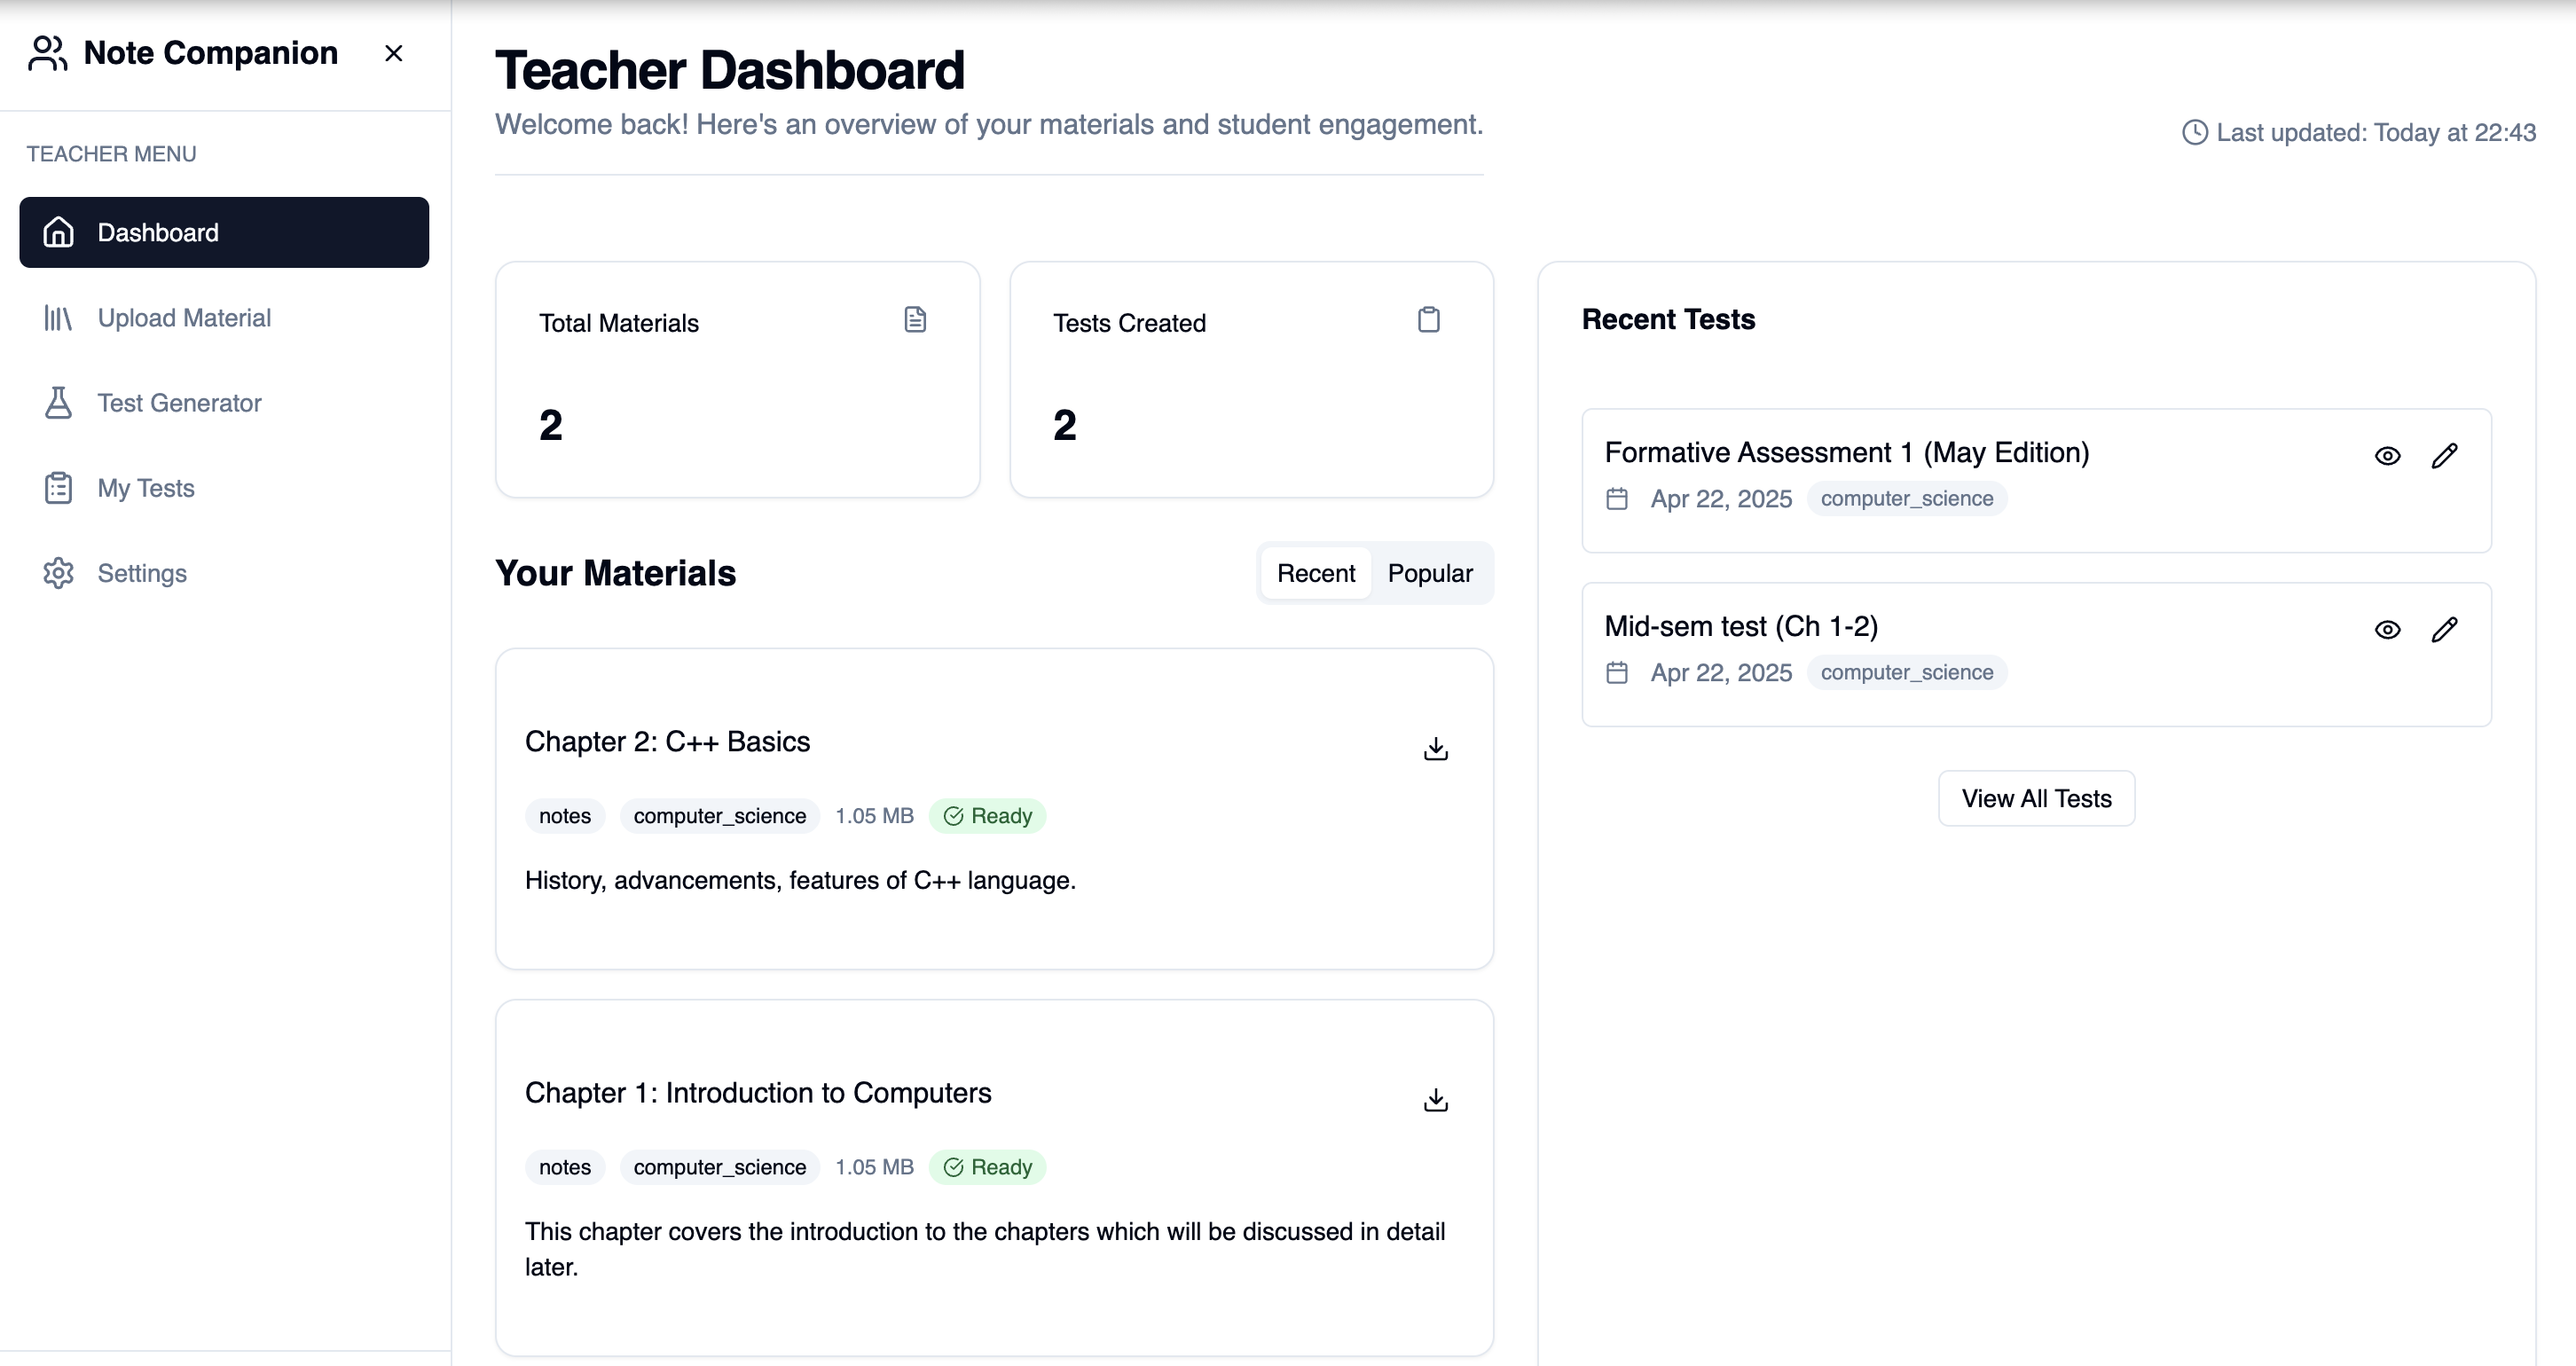 Note Companion
TEACHER MENU
Dashboard
Upload Material
Test Generator
My Tests
Settings
Teacher Dashboard
Welcome back! Here's an overview of your materials and student engagement.
Last updated: Today at 22:43
Total Materials
2
Tests Created
2
Your Materials
Recent
Popular
Chapter 2: C++ Basics
notes computer_science 1.05 MB Ready
History, advancements, features of C++ language.
Chapter 1: Introduction to Computers
notes computer_science 1.05 MB Ready
This chapter covers the introduction to the chapters which will be discussed in detail
later.
Recent Tests
Formative Assessment 1 (May Edition)
Apr 22, 2025 computer_science
Mid-sem test (Ch 1-2)
Apr 22, 2025 computer_science
View All Tests